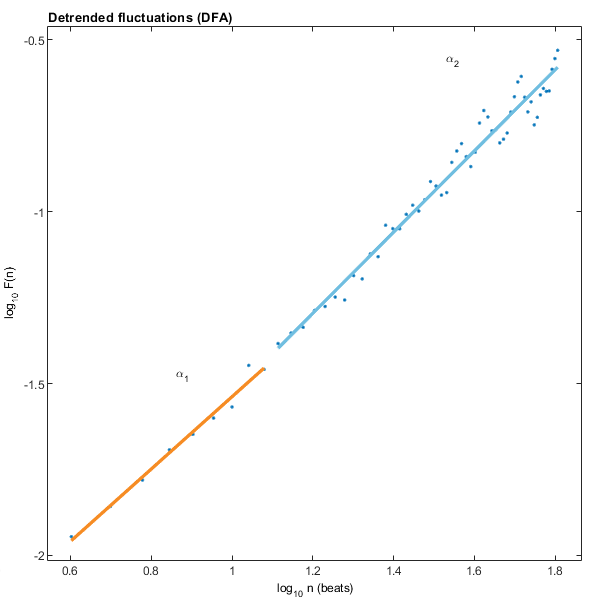 Detrended fluctuations (DFA)
-0.5
α₂
-1
log₁₀ F(n)
α₁
-1.5
-2
0.6 0.8 1 1.2 1.4 1.6 1.8
log₁₀ n (beats)